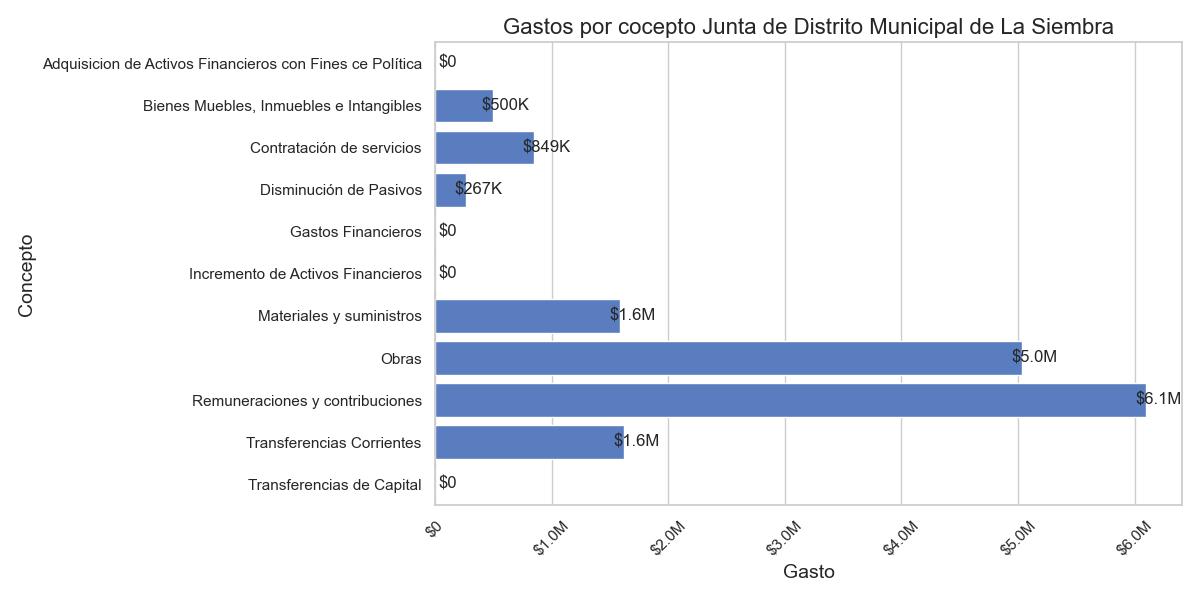 Gastos por cocepto Junta de Distrito Municipal de La Siembra
Concepto
Adquisicion de Activos Financieros con Fines ce Política $0
Bienes Muebles, Inmuebles e Intangibles $500K
Contratación de servicios $849K
Disminución de Pasivos $267K
Gastos Financieros $0
Incremento de Activos Financieros $0
Materiales y suministros $1.6M
Obras $5.0M
Remuneraciones y contribuciones $6.1M
Transferencias Corrientes $1.6M
Transferencias de Capital $0
$0 $1.0M $2.0M $3.0M $4.0M $5.0M $6.0M
Gasto